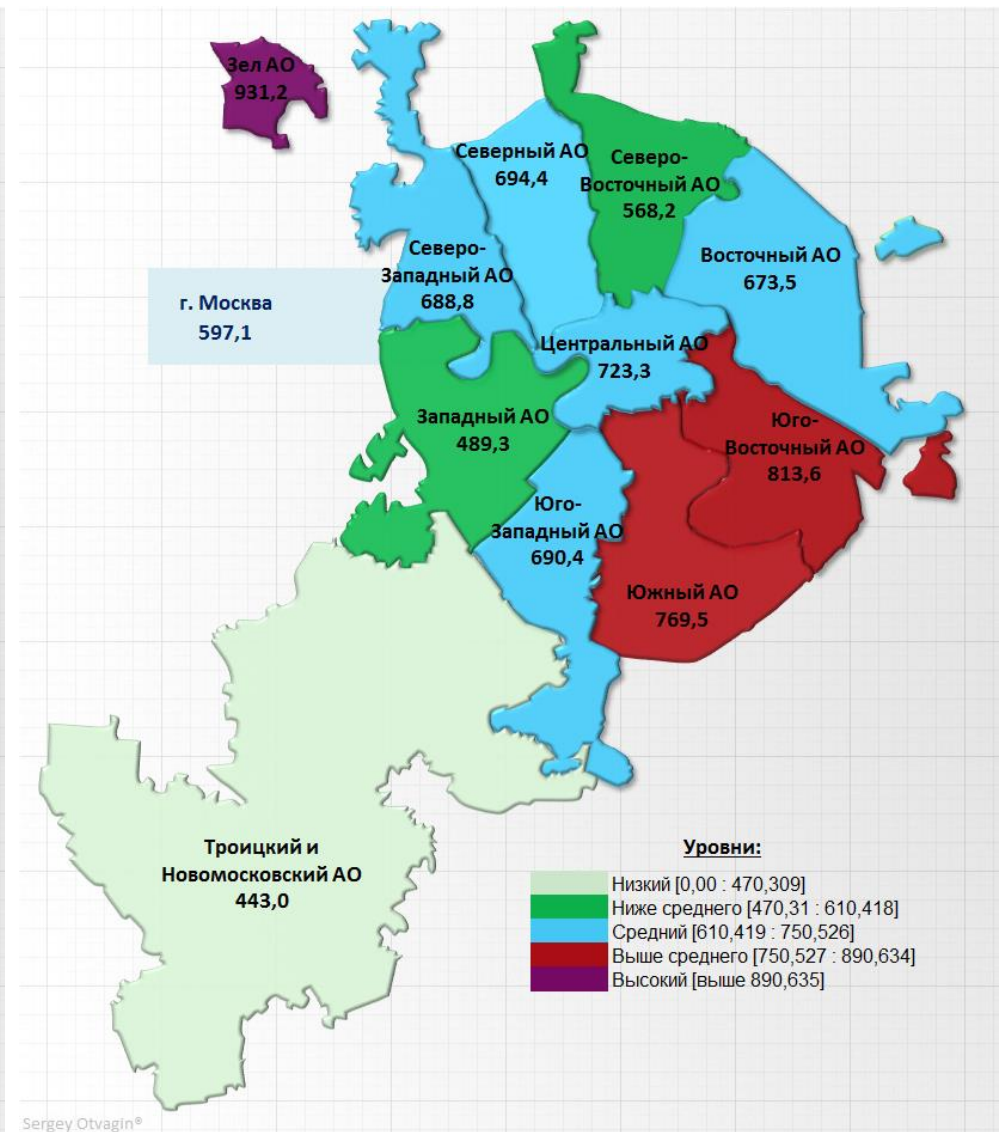 Зел АО
931,2
Северный АО
694,4
Северо-
Восточный АО
568,2
Северо-
Западный АО
688,8
Восточный АО
673,5
г. Москва
597,1
Центральный АО
723,3
Западный АО
489,3
Юго-
Восточный АО
813,6
Юго-
Западный АО
690,4
Южный АО
769,5
Троицкий и
Новомосковский АО
443,0
Уровни:
Низкий [0,00 : 470,309]
Ниже среднего [470,31 : 610,418]
Средний [610,419 : 750,526]
Выше среднего [750,527 : 890,634]
Высокий [выше 890,635]
Sergey Otvagin®